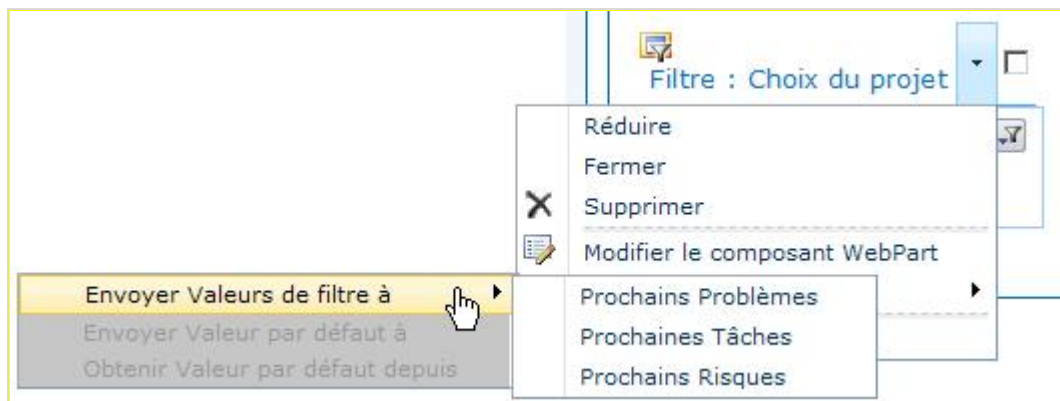 Filtre : Choix du projet
Réduire
Fermer
Supprimer
Modifier le composant WebPart
Envoyer Valeurs de filtre à
Envoyer Valeur par défaut à
Obtenir Valeur par défaut depuis
Prochains Problèmes
Prochaines Tâches
Prochains Risques